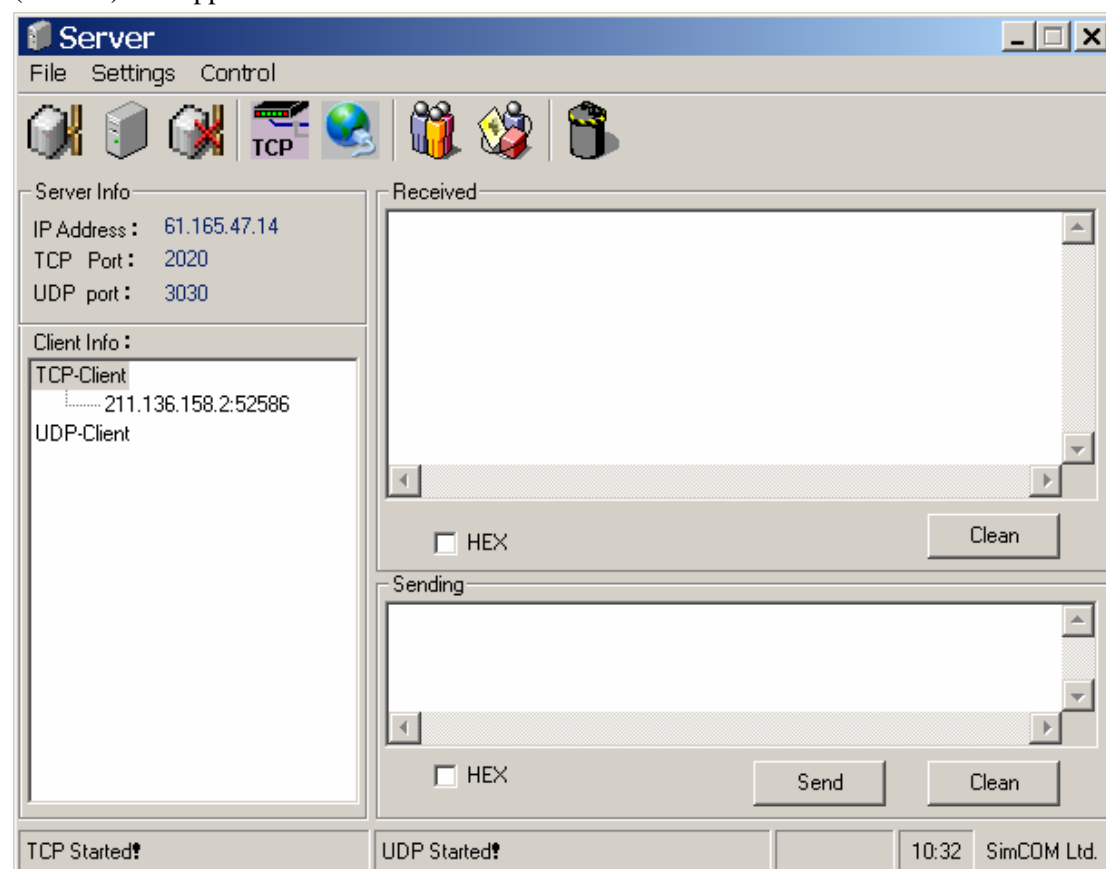 Server
File Settings Control
TCP
Server Info
IP Address: 61.165.47.14
TCP Port: 2020
UDP port: 3030
Client Info:
TCP-Client
211.136.158.2:52586
UDP-Client
Received
HEX
Clean
Sending
HEX
Send
Clean
TCP Started!
UDP Started!
10:32
SimCOM Ltd.